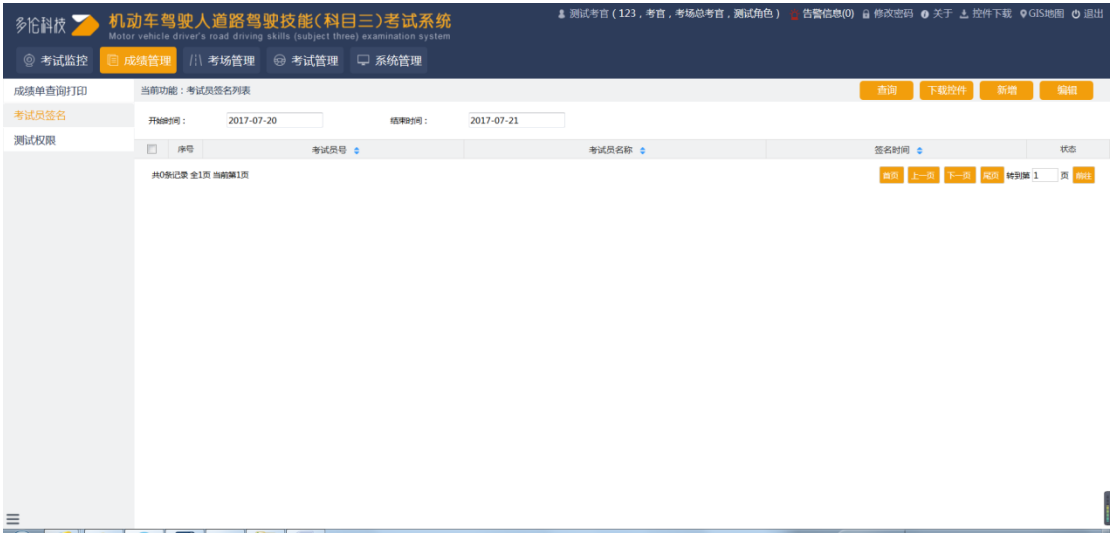 多伦科技 机动车驾驶人道路驾驶技能(科目三)考试系统
Motor vehicle driver's road driving skills (subject three) examination system
测试考官(123,考官,考场总考官,测试角色) 告警信息(0) 修改密码 关于 控件下载 GIS地图 退出
考试监控 成绩管理 考场管理 考试管理 系统管理
成绩单查询打印
考试员签名
测试权限
当前功能:考试员签名列表 查询 下载控件 新增 编辑
开始时间: 2017-07-20 结束时间: 2017-07-21
序号 考试员号 考试员名称 签名时间 状态
共0条记录 全1页 当前第1页 首页 上一页 下一页 尾页 转到第 1 页 前往